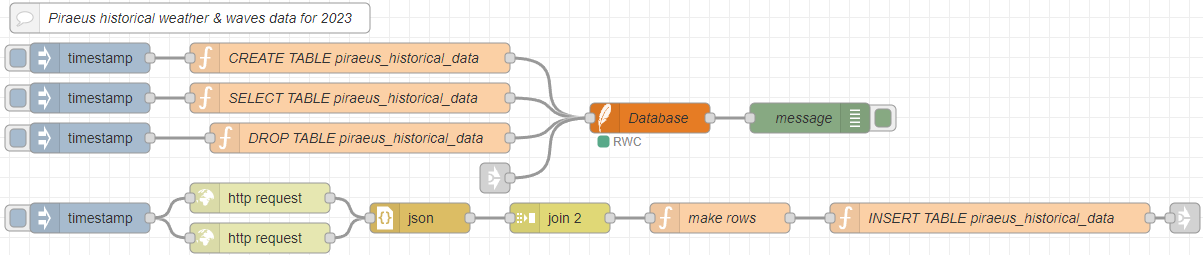 Piraeus historical weather & waves data for 2023
timestamp CREATE TABLE piraeus_historical_data
timestamp SELECT TABLE piraeus_historical_data
Database message
timestamp DROP TABLE piraeus_historical_data
RWC
http request
timestamp json join 2 make rows INSERT TABLE piraeus_historical_data
http request